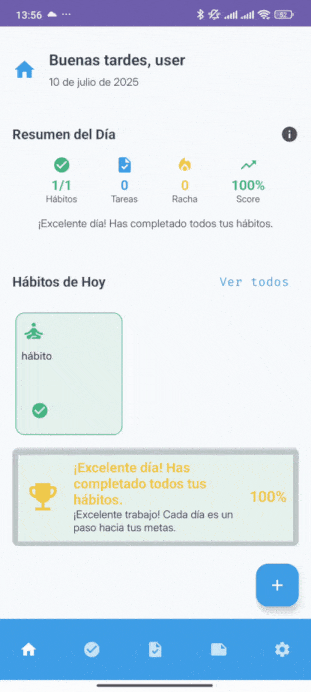 13:56
Buenas tardes, user
10 de julio de 2025
Resumen del Día
1/1
0
0
100%
Hábitos
Tareas
Racha
Score
¡Excelente día! Has completado todos tus hábitos.
Hábitos de Hoy
Ver todos
hábito
¡Excelente día! Has
completado todos tus
hábitos.
100%
¡Excelente trabajo! Cada día es un
paso hacia tus metas.